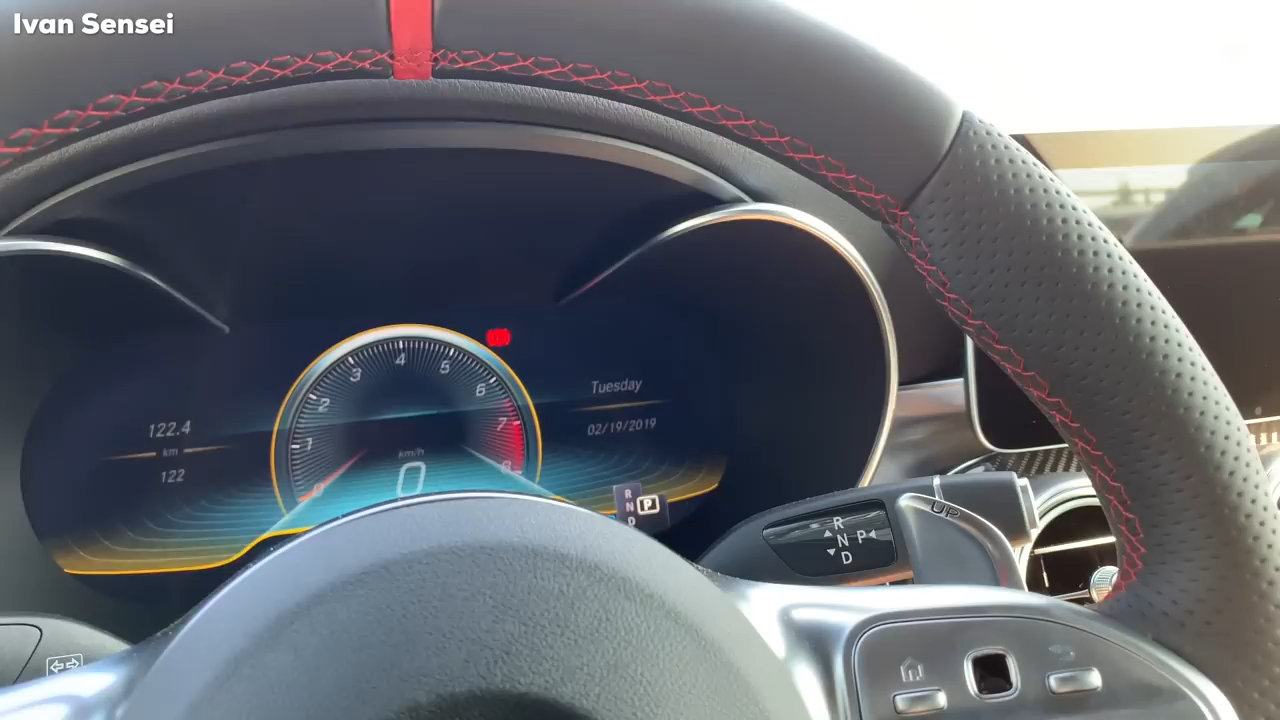 Ivan Sensei
4
3
5
2
6
1
7
0
8
Tuesday
02/19/2019
122.4
km
122
km/h
0
R
N P
D
R
N P
D
UP